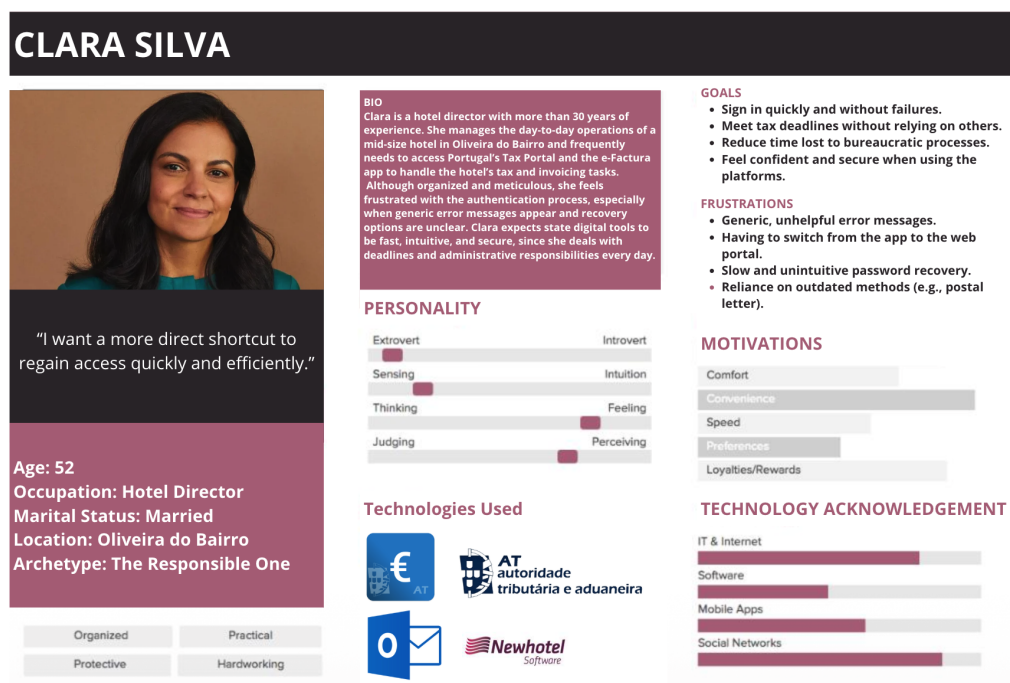 CLARA SILVA
“I want a more direct shortcut to
regain access quickly and efficiently.”
Age: 52
Occupation: Hotel Director
Marital Status: Married
Location: Oliveira do Bairro
Archetype: The Responsible One
Organized
Practical
Protective
Hardworking
BIO
Clara is a hotel director with more than 30 years of
experience. She manages the day-to-day operations of a
mid-size hotel in Oliveira do Bairro and frequently
needs to access Portugal’s Tax Portal and the e-Factura
app to handle the hotel’s tax and invoicing tasks.
Although organized and meticulous, she feels
frustrated with the authentication process, especially
when generic error messages appear and recovery
options are unclear. Clara expects state digital tools to
be fast, intuitive, and secure, since she deals with
deadlines and administrative responsibilities every day.
PERSONALITY
Extrovert Introvert
Sensing Intuition
Thinking Feeling
Judging Perceiving
Technologies Used
€
AT
AT
autoridade
tributária e aduaneira
O
Newhotel
Software
GOALS
• Sign in quickly and without failures.
• Meet tax deadlines without relying on others.
• Reduce time lost to bureaucratic processes.
• Feel confident and secure when using the
platforms.
FRUSTRATIONS
• Generic, unhelpful error messages.
• Having to switch from the app to the web
portal.
• Slow and unintuitive password recovery.
• Reliance on outdated methods (e.g., postal
letter).
MOTIVATIONS
Comfort
Convenience
Speed
Preferences
Loyalties/Rewards
TECHNOLOGY ACKNOWLEDGEMENT
IT & Internet
Software
Mobile Apps
Social Networks